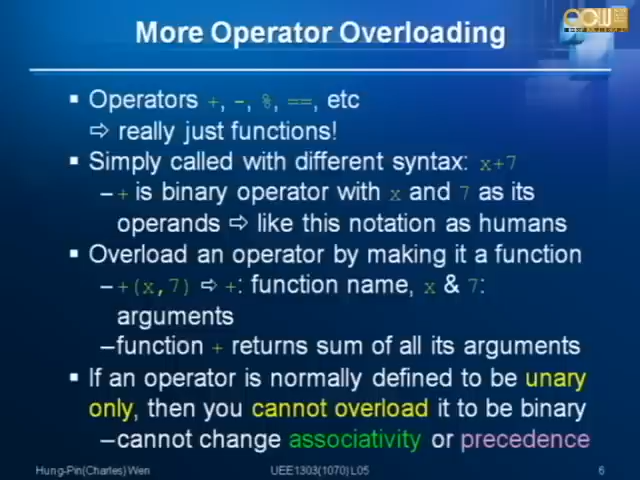 More Operator Overloading
▪ Operators +, -, %, ==, etc
⇨ really just functions!
▪ Simply called with different syntax: x+7
–+ is binary operator with x and 7 as its
operands ⇨ like this notation as humans
▪ Overload an operator by making it a function
–+(x,7) ⇨ +: function name, x & 7:
arguments
–function + returns sum of all its arguments
▪ If an operator is normally defined to be unary
only, then you cannot overload it to be binary
–cannot change associativity or precedence
Hung-Pin(Charles) Wen UEE1303(1070) L05 6